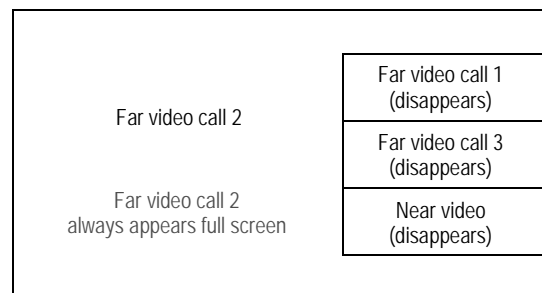 Far video call 2
Far video call 2
always appears full screen
Far video call 1
(disappears)
Far video call 3
(disappears)
Near video
(disappears)